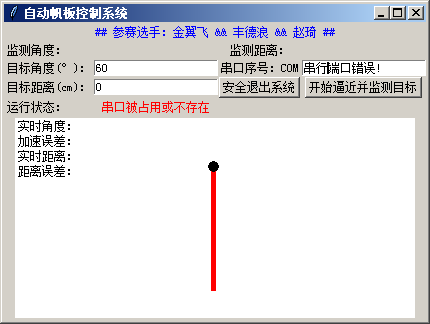 自动帆板控制系统
## 参赛选手: 金翼飞 && 丰德浪 && 赵琦 ##
监测角度: 监测距离:
目标角度(°): 60 串口序号: COM 串行端口错误!
目标距离(cm): 0 安全退出系统 开始逼近并监测目标
运行状态: 串口被占用或不存在
实时角度:
加速误差:
实时距离:
距离误差: